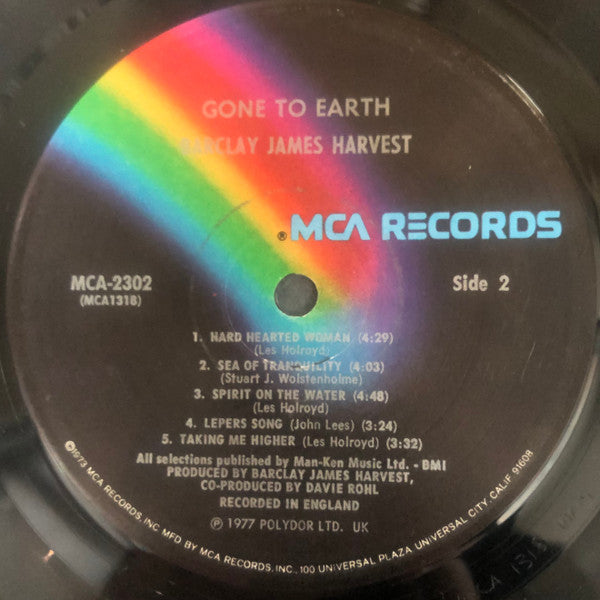 GONE TO EARTH
BARCLAY JAMES HARVEST
®MCA RECORDS
MCA-2302
(MCA1318)
Side 2
1. HARD HEARTED WOMAN (4:29)
(Les Holroyd)
2. SEA OF TRANQUILITY (4:03)
(Stuart J. Wolstenholme)
3. SPIRIT ON THE WATER (4:48)
(Les Holroyd)
4. LEPERS SONG (John Lees) (3:24)
5. TAKING ME HIGHER (Les Holroyd) (3:32)
All selections published by Man-Ken Music Ltd. - BMI
PRODUCED BY BARCLAY JAMES HARVEST,
CO-PRODUCED BY DAVIE ROHL
RECORDED IN ENGLAND
℗ 1977 POLYDOR LTD. UK
©1973 MCA RECORDS, INC. MFD BY MCA RECORDS, INC., 100 UNIVERSAL PLAZA UNIVERSAL CITY, CALIF. 91608